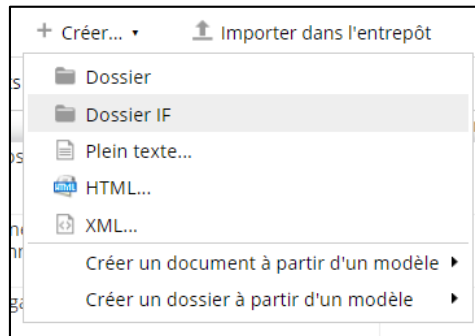 + Créer... ▾ Importer dans l'entrepôt
Dossier
Dossier IF
Plein texte...
HTML...
XML...
Créer un document à partir d'un modèle ▸
Créer un dossier à partir d'un modèle ▸